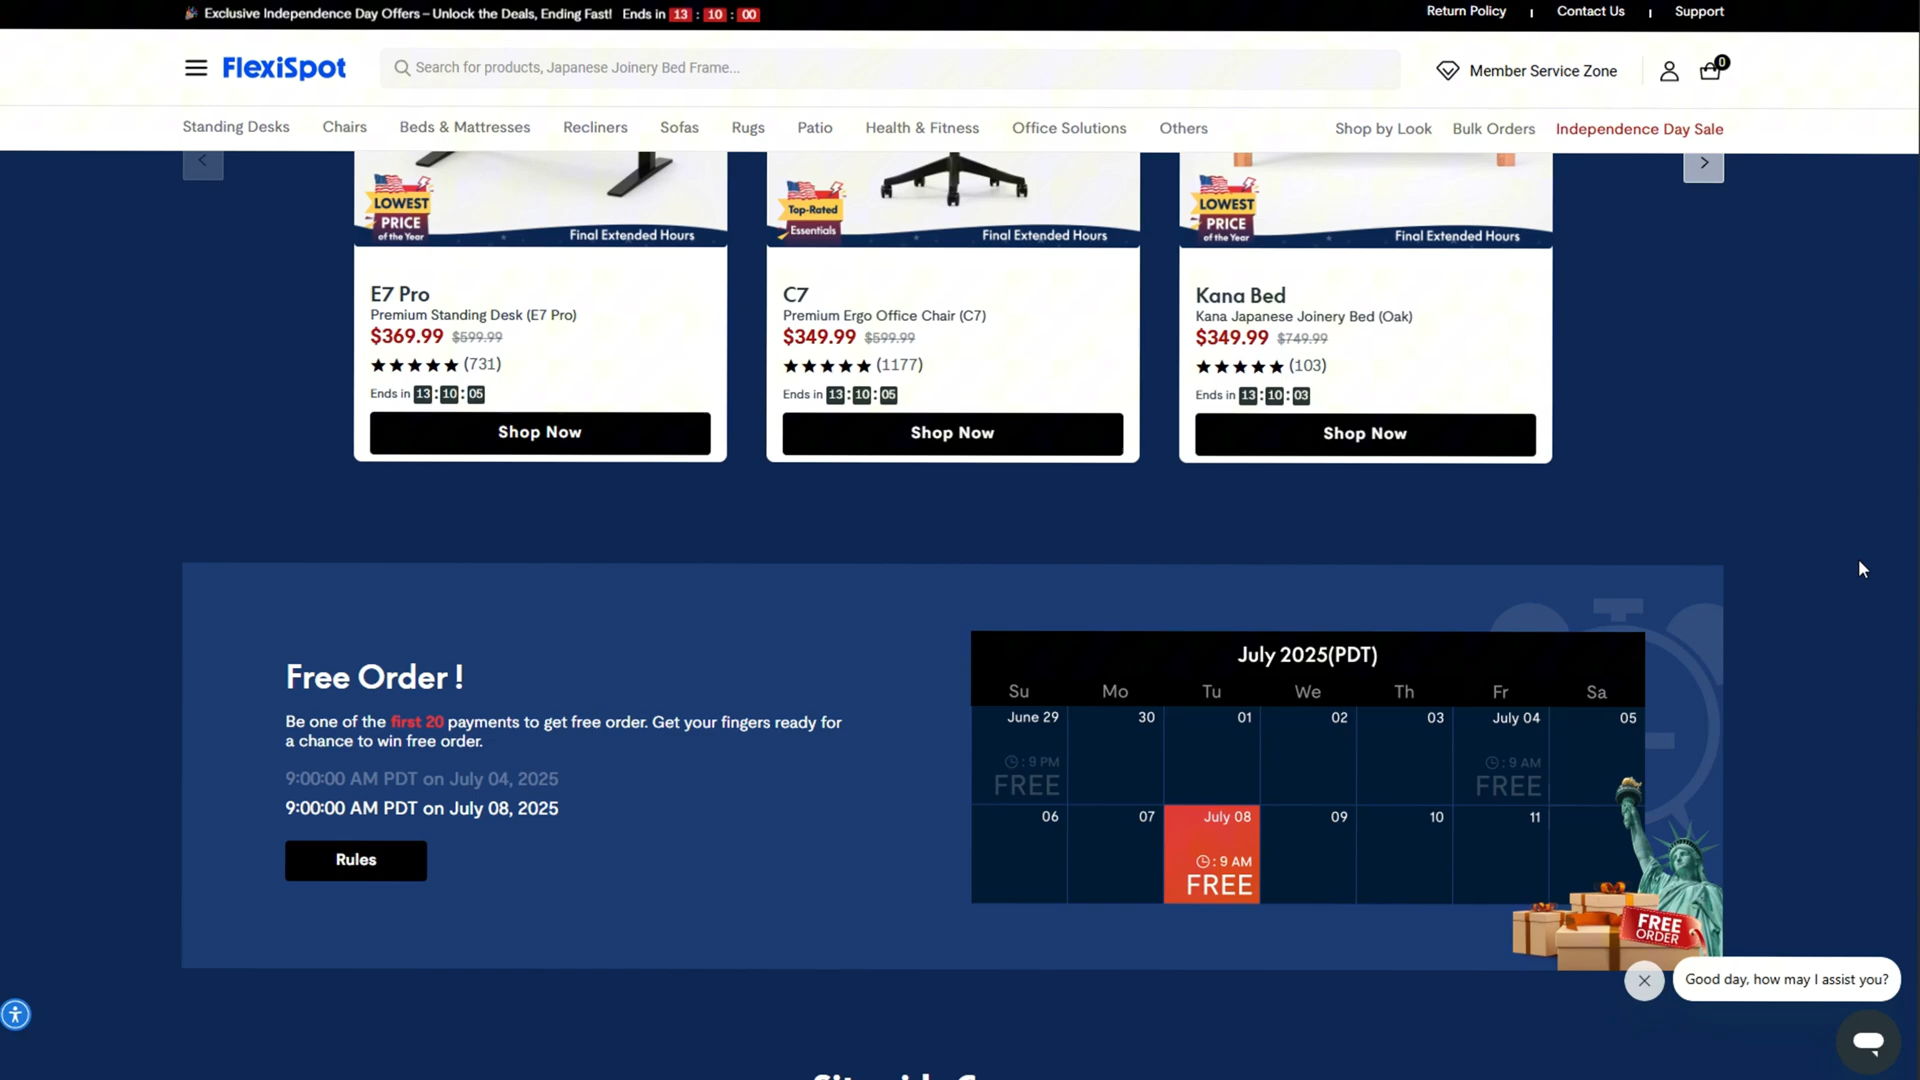 Exclusive Independence Day Offers – Unlock the Deals, Ending Fast! Ends in 13 : 10 : 00
Return Policy | Contact Us | Support
FlexiSpot
Search for products, Japanese Joinery Bed Frame...
Member Service Zone
0
Standing Desks Chairs Beds & Mattresses Recliners Sofas Rugs Patio Health & Fitness Office Solutions Others Shop by Look Bulk Orders Independence Day Sale
LOWEST
PRICE
of the Year
Final Extended Hours
E7 Pro
Premium Standing Desk (E7 Pro)
$369.99 $599.99
(731)
Ends in 13 : 10 : 05
Shop Now
Top-Rated
Essentials
Final Extended Hours
C7
Premium Ergo Office Chair (C7)
$349.99 $599.99
(1177)
Ends in 13 : 10 : 05
Shop Now
LOWEST
PRICE
of the Year
Final Extended Hours
Kana Bed
Kana Japanese Joinery Bed (Oak)
$349.99 $749.99
(103)
Ends in 13 : 10 : 03
Shop Now
Free Order !
Be one of the first 20 payments to get free order. Get your fingers ready for
a chance to win free order.
9:00:00 AM PDT on July 04, 2025
9:00:00 AM PDT on July 08, 2025
Rules
July 2025(PDT)
Su Mo Tu We Th Fr Sa
June 29 30 01 02 03 July 04 05
: 9 PM : 9 AM
FREE FREE
06 07 July 08 09 10 11
: 9 AM
FREE
FREE
ORDER
Good day, how may I assist you?